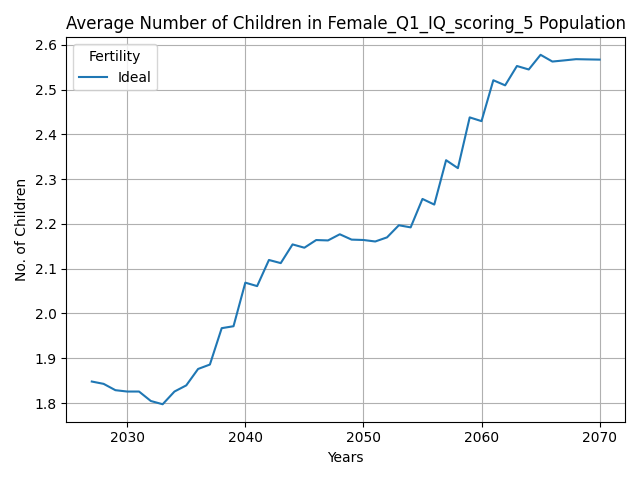 Average Number of Children in Female_Q1_IQ_scoring_5 Population
2.6
2.5
2.4
2.3
2.2
2.1
2.0
1.9
1.8
No. of Children
Fertility
Ideal
2030 2040 2050 2060 2070
Years